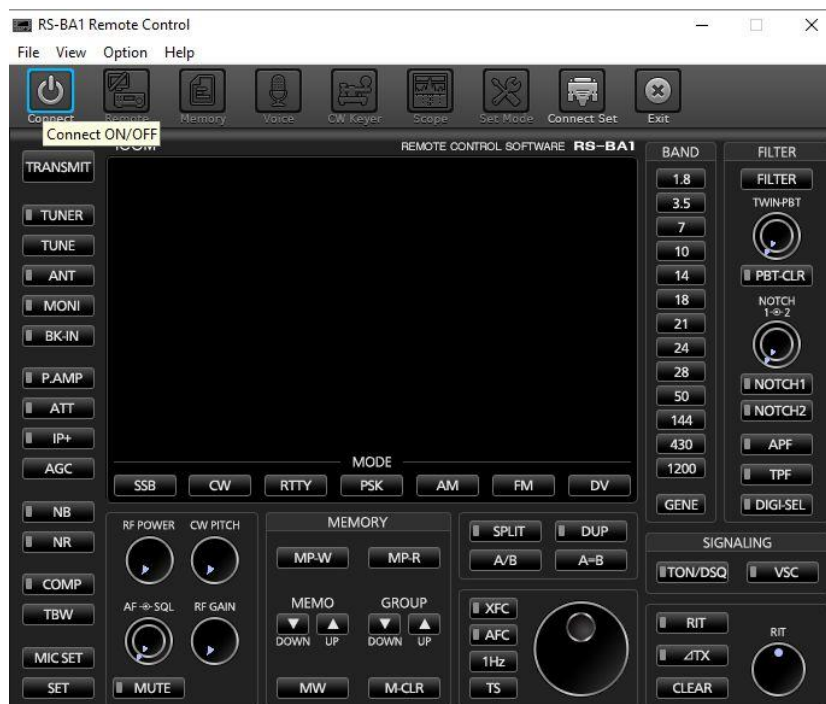 RS-BA1 Remote Control
File View Option Help
Connect Remote Memory Voice CW Keyer Scope Set Mode Connect Set Exit
Connect ON/OFF
ICOM REMOTE CONTROL SOFTWARE RS-BA1
TRANSMIT
TUNER
TUNE
ANT
MONI
BK-IN
P.AMP
ATT
IP+
AGC
NB
NR
COMP
TBW
MIC SET
SET
MODE
SSB CW RTTY PSK AM FM DV
RF POWER CW PITCH
AF SQL RF GAIN
MUTE
MEMORY
MP-W MP-R
MEMO GROUP
DOWN UP DOWN UP
MW M-CLR
SPLIT DUP
A/B A=B
XFC
AFC
1Hz
TS
BAND
1.8
3.5
7
10
14
18
21
24
28
50
144
430
1200
GENE
FILTER
FILTER
TWIN-PBT
PBT-CLR
NOTCH
1-2
NOTCH1
NOTCH2
APF
TPF
DIGI-SEL
SIGNALING
TON/DSQ VSC
RIT
⊿TX
CLEAR
RIT